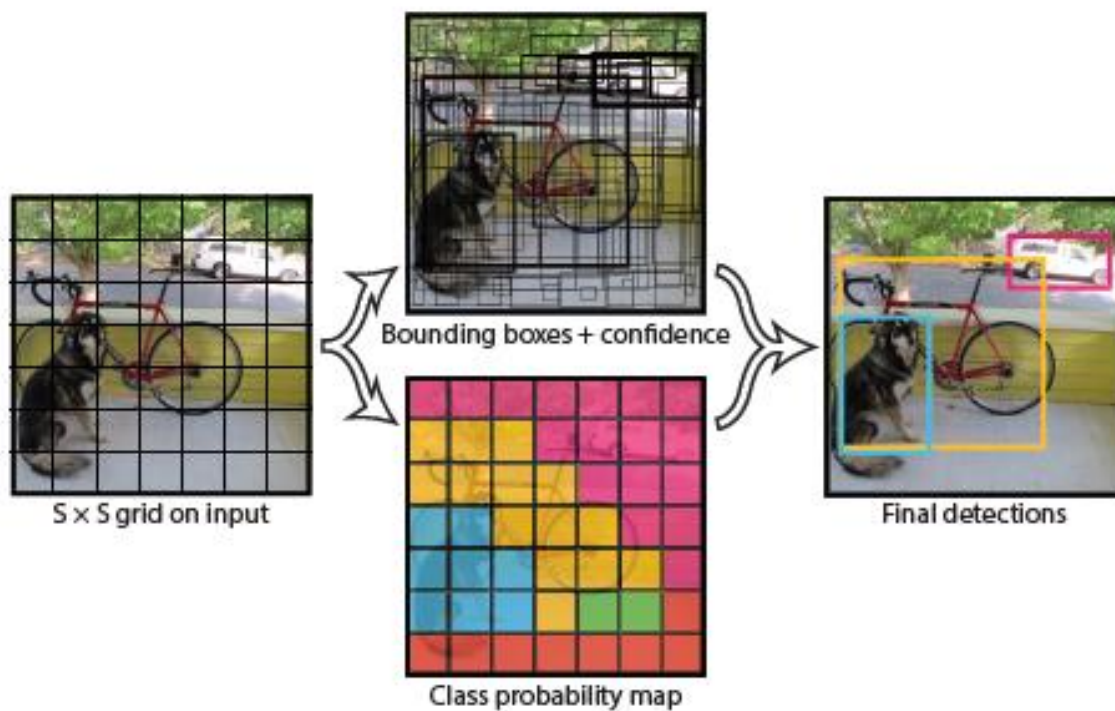 Bounding boxes + confidence
S × S grid on input
Final detections
Class probability map